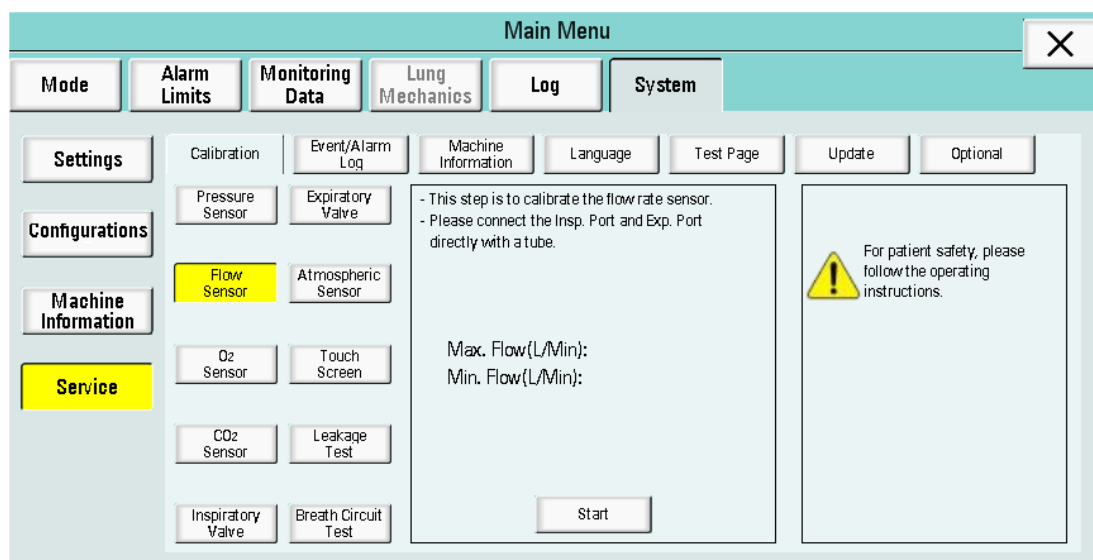 Main Menu
Mode
Alarm
Limits
Monitoring
Data
Lung
Mechanics
Log
System
Settings
Configurations
Machine
Information
Service
Calibration
Event/Alarm
Log
Machine
Information
Language
Test Page
Update
Optional
Pressure
Sensor
Expiratory
Valve
Flow
Sensor
Atmospheric
Sensor
O2
Sensor
Touch
Screen
CO2
Sensor
Leakage
Test
Inspiratory
Valve
Breath Circuit
Test
- This step is to calibrate the flow rate sensor.
- Please connect the Insp. Port and Exp. Port
directly with a tube.
Max. Flow(L/Min):
Min. Flow(L/Min):
Start
For patient safety, please
follow the operating
instructions.